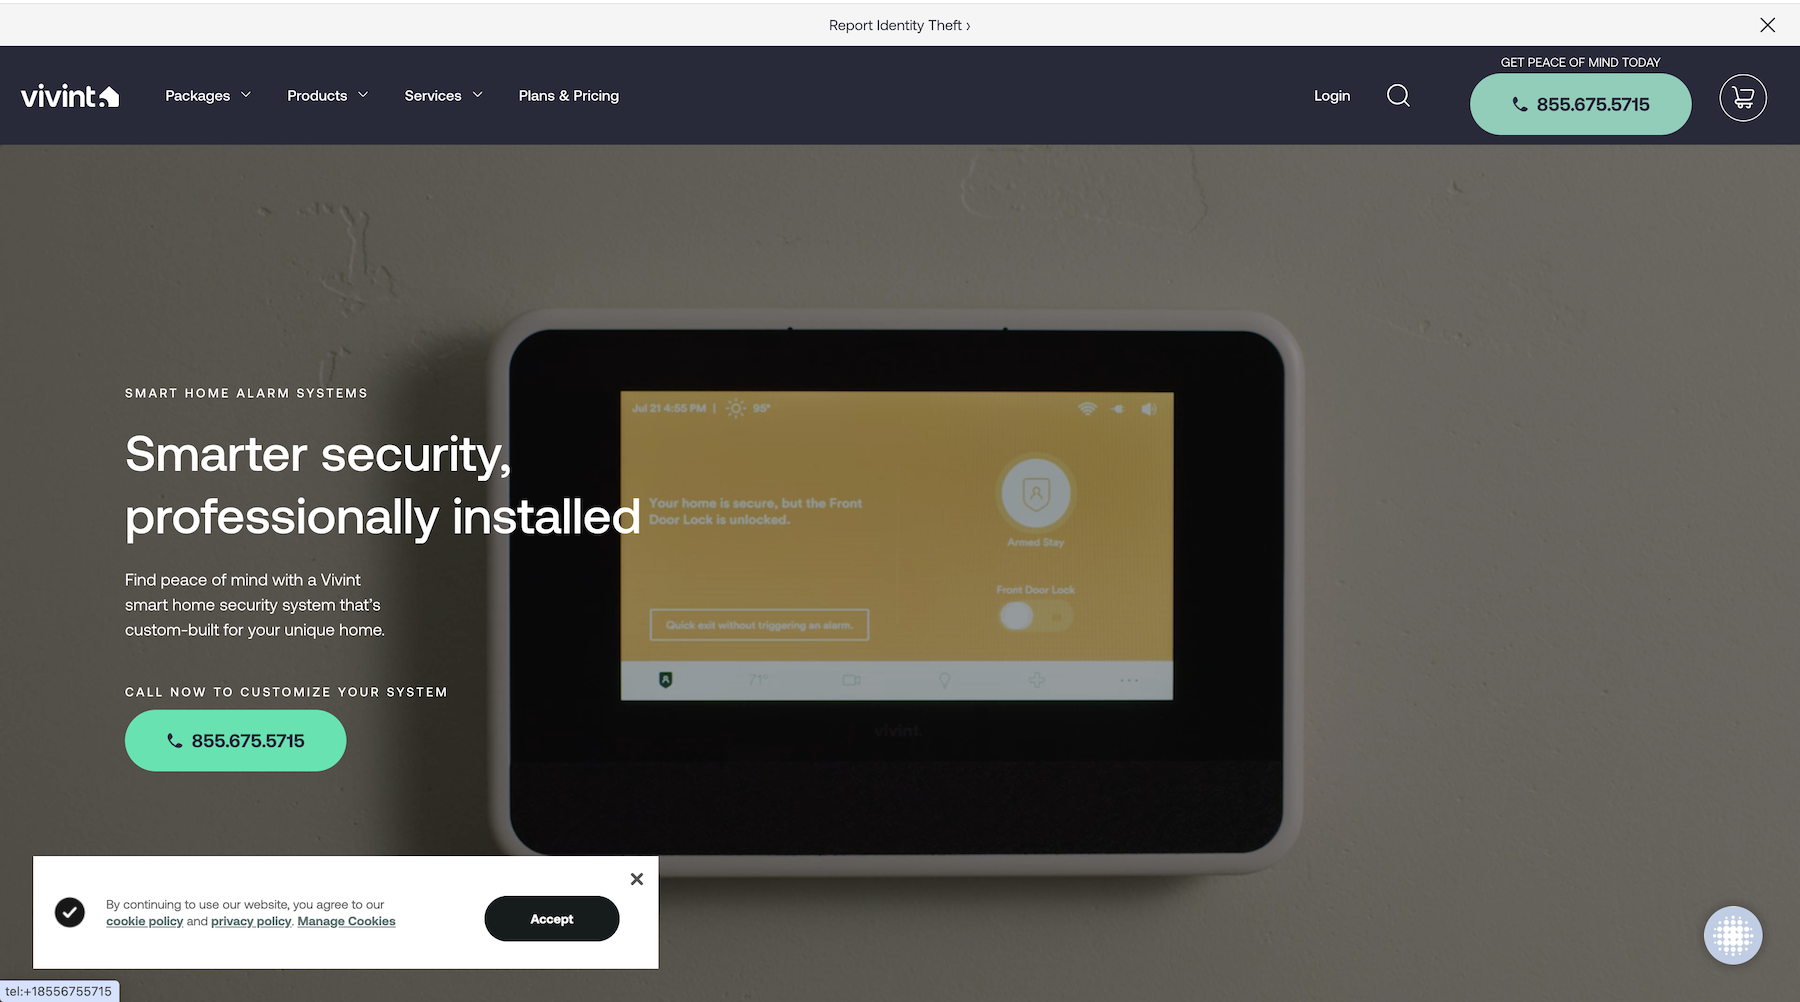 Report Identity Theft ›
vivint
Packages
Products
Services
Plans & Pricing
Login
GET PEACE OF MIND TODAY
855.675.5715
SMART HOME ALARM SYSTEMS
Smarter security,
professionally installed
Find peace of mind with a Vivint
smart home security system that's
custom-built for your unique home.
CALL NOW TO CUSTOMIZE YOUR SYSTEM
855.675.5715
Jul 21 4:55 PM | 95°
Your home is secure, but the Front
Door Lock is unlocked.
Armed Stay
Front Door Lock
Quick exit without triggering an alarm.
71°
vivint
By continuing to use our website, you agree to our
cookie policy and privacy policy. Manage Cookies
Accept
tel:+18556755715